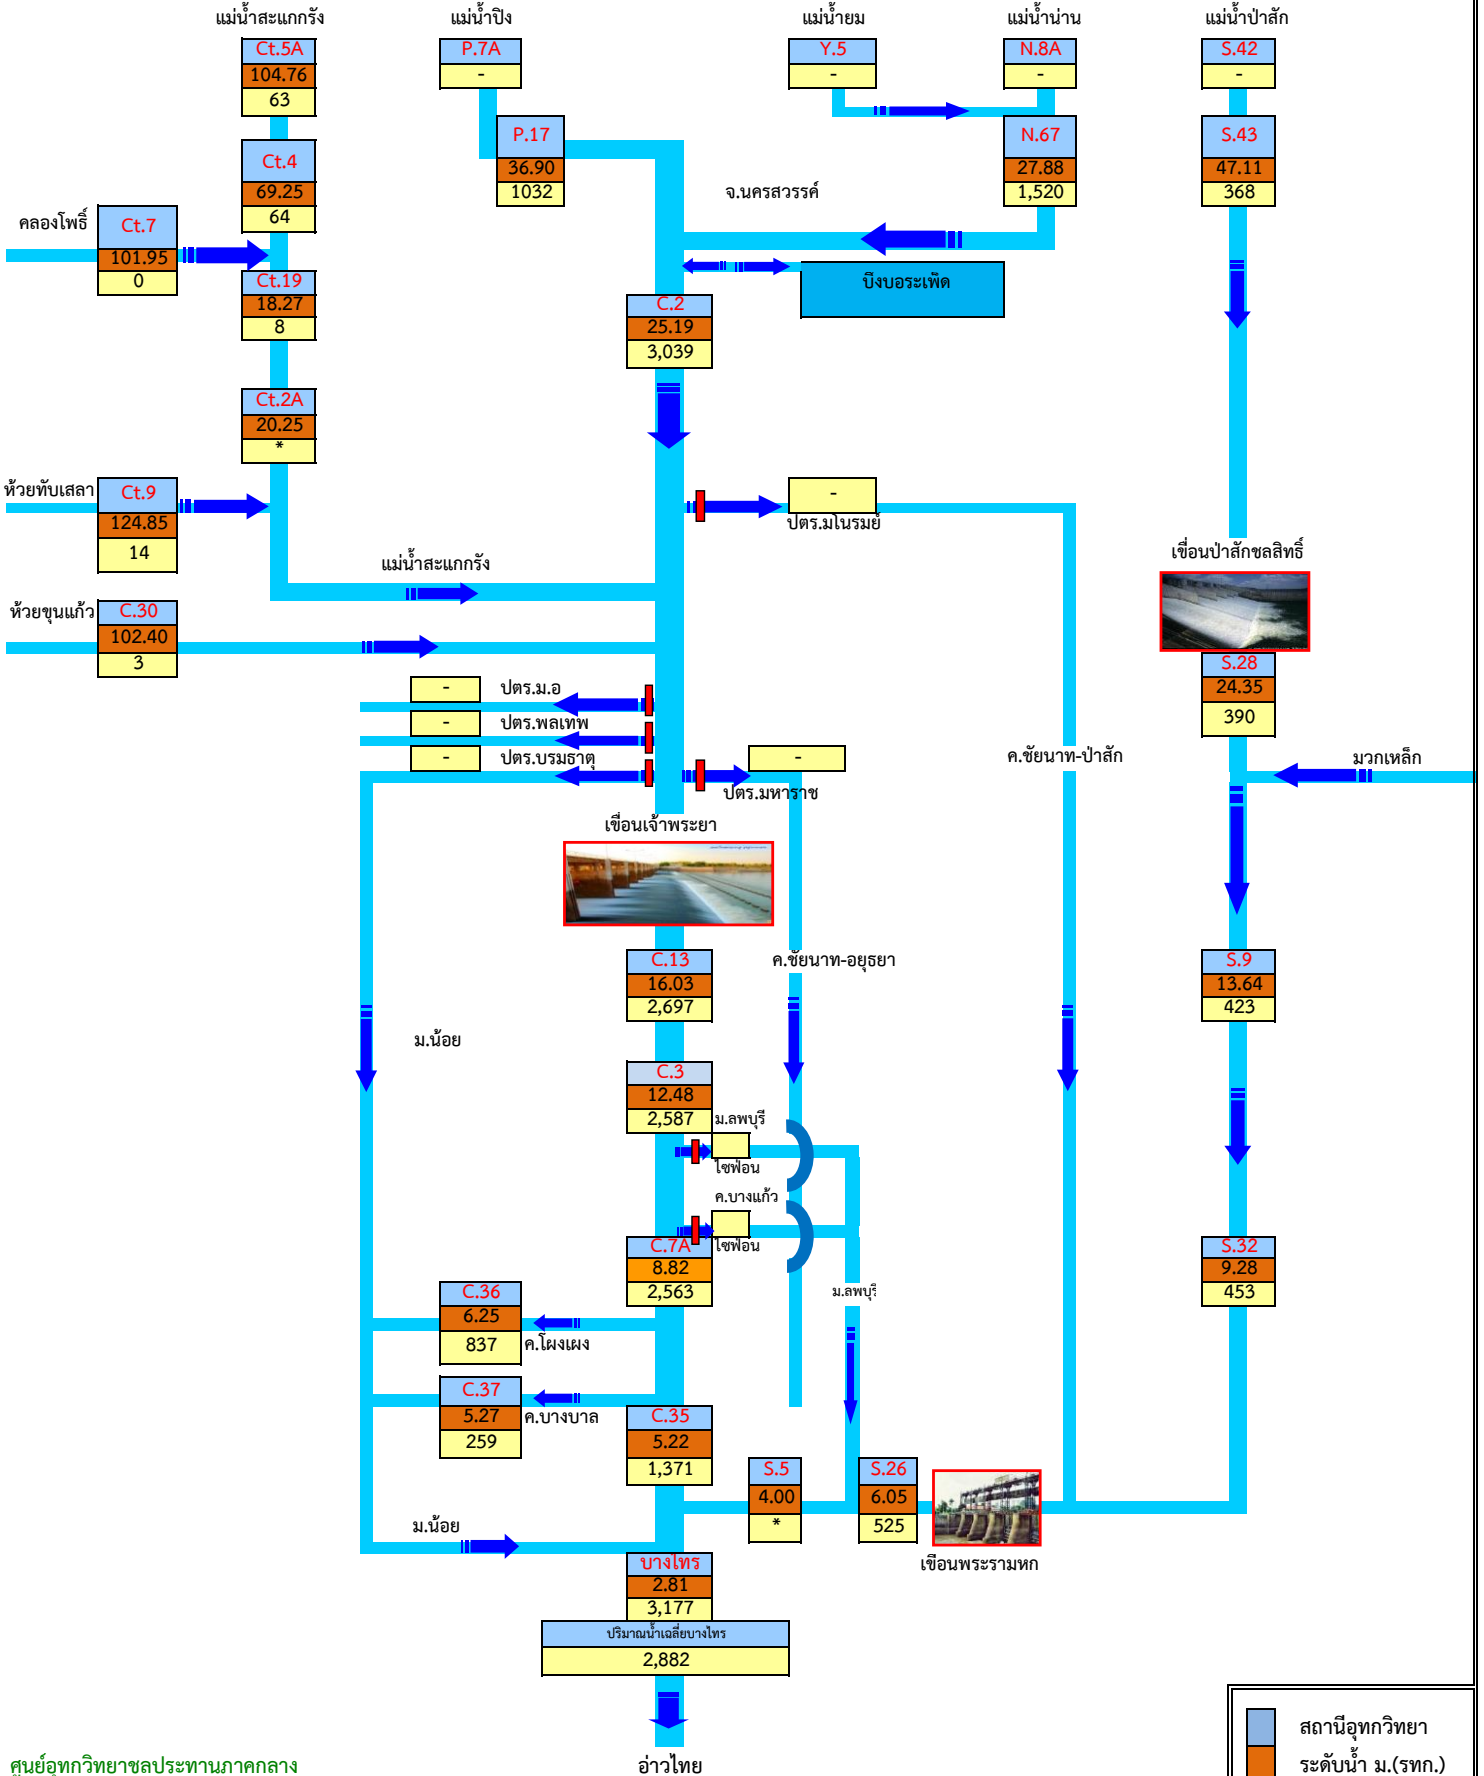 แม่น้ำสะแกกรัง แม่น้ำปิง แม่น้ำยม แม่น้ำน่าน แม่น้ำป่าสัก
Ct.5A P.7A Y.5 N.8A S.42
104.76 - - - -
63
P.17 N.67 S.43
36.90 27.88 47.11
1032 1,520 368
Ct.4
69.25
64
จ.นครสวรรค์
คลองโพธิ์
Ct.7
101.95
0
Ct.19
18.27
8
บึงบอระเพ็ด
C.2
25.19
3,039
Ct.2A
20.25
*
ห้วยทับเสลา
Ct.9
124.85
14
-
ปตร.มโนรมย์
แม่น้ำสะแกกรัง
เขื่อนป่าสักชลสิทธิ์
ห้วยขุนแก้ว
C.30
102.40
3
S.28
24.35
390
- ปตร.ม.อ
- ปตร.พลเทพ
- ปตร.บรมธาตุ
-
ปตร.มหาราช
ค.ชัยนาท-ป่าสัก
มวกเหล็ก
เขื่อนเจ้าพระยา
C.13
16.03
2,697
ค.ชัยนาท-อยุธยา
S.9
13.64
423
ม.น้อย
C.3
12.48
2,587
ม.ลพบุรี
ไซฟอน
ค.บางแก้ว
ไซฟอน
C.7A
8.82
2,563
S.32
9.28
453
ม.ลพบุรี
C.36
6.25
837
ค.โผงเผง
C.37
5.27
259
ค.บางบาล
C.35
5.22
1,371
S.5
4.00
*
S.26
6.05
525
ม.น้อย
เขือนพระรามหก
บางไทร
2.81
3,177
ปริมาณน้ำเฉลี่ยบางไทร
2,882
อ่าวไทย
สถานีอุทกวิทยา
ระดับน้ำ ม.(รทก.)
ศูนย์อุทกวิทยาชลประทานภาคกลาง